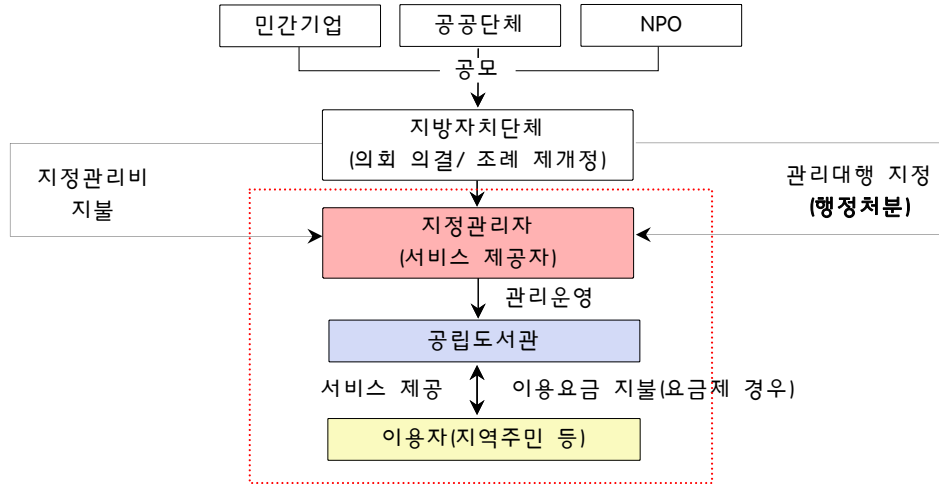 민간기업
공공단체
NPO
공모
지방자치단체
(의회 의결/ 조례 제개정)
지정관리비
지불
관리대행 지정
(행정처분)
지정관리자
(서비스 제공자)
관리운영
공립도서관
서비스 제공
이용요금 지불(요금제 경우)
이용자(지역주민 등)